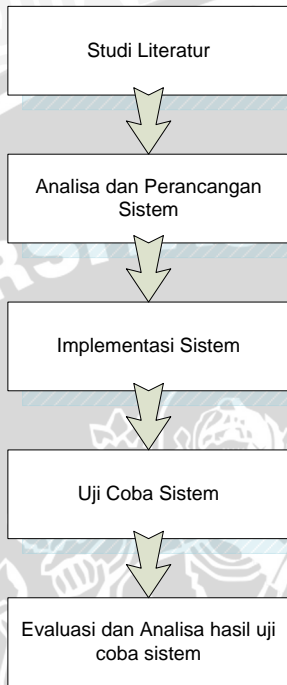 Studi Literatur
Analisa dan Perancangan
Sistem
Implementasi Sistem
Uji Coba Sistem
Evaluasi dan Analisa hasil uji
coba sistem